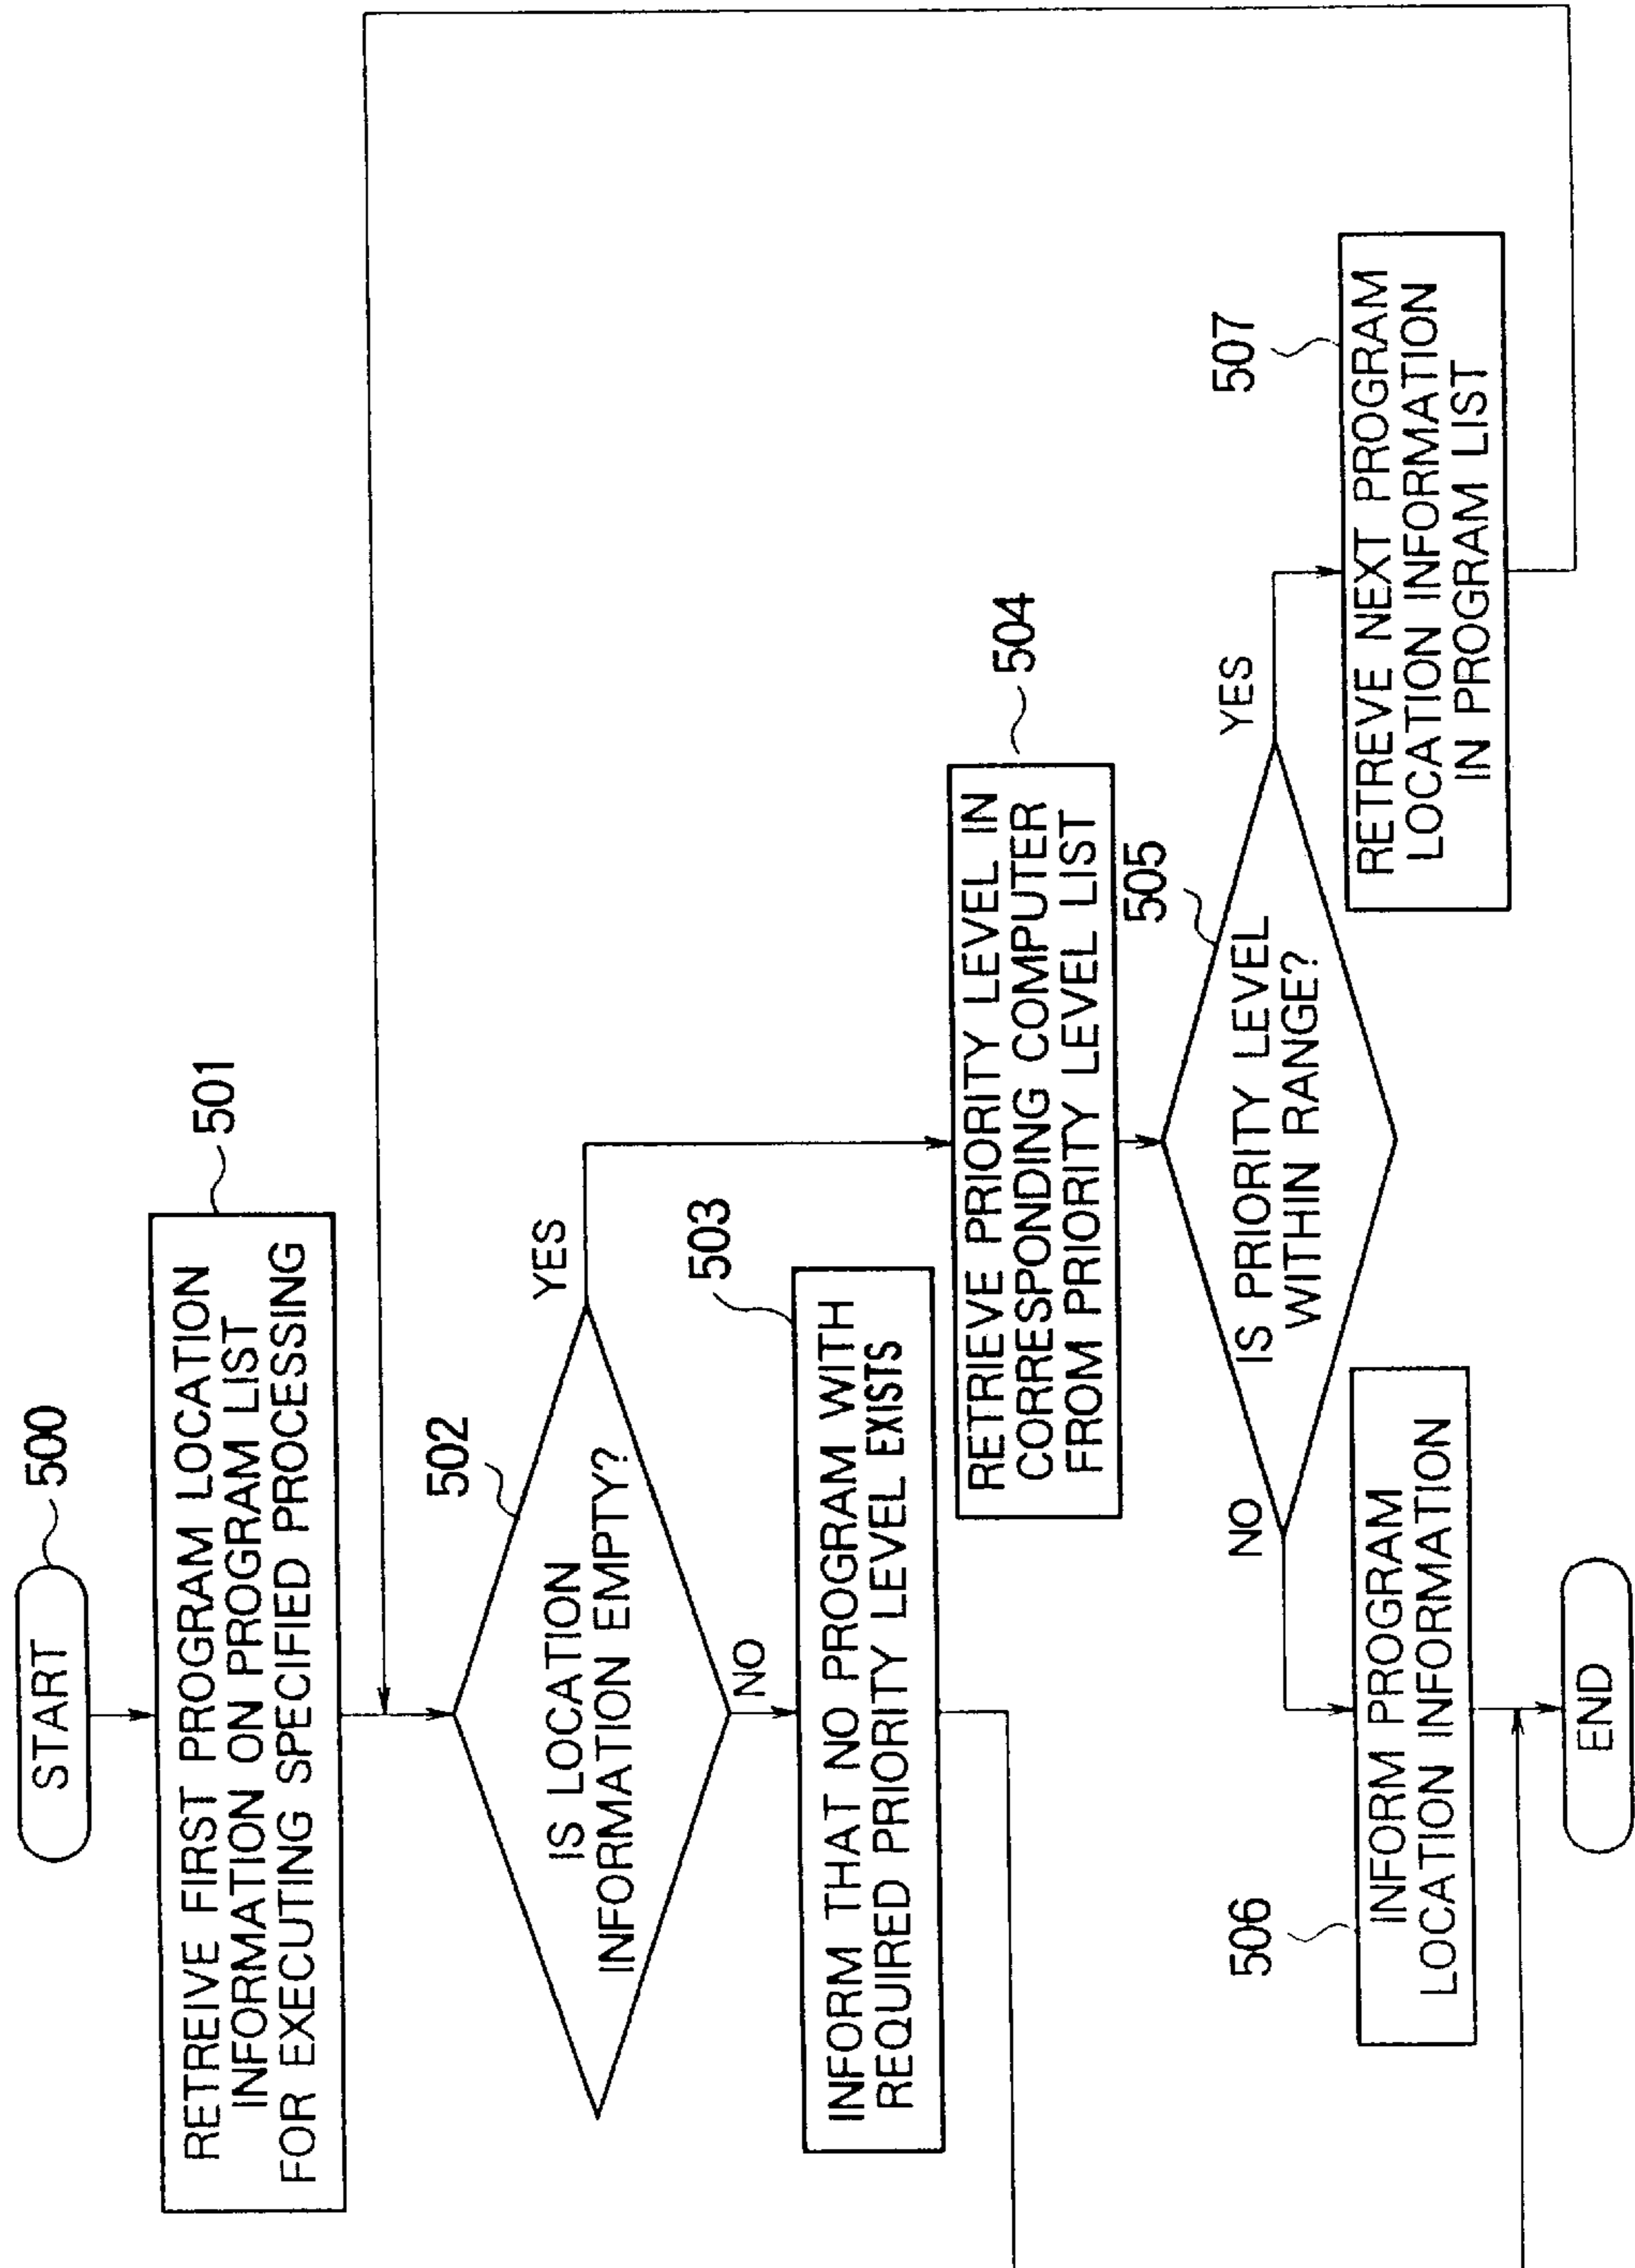 START
500
RETREIVE FIRST PROGRAM LOCATION
INFORMATION ON PROGRAM LIST
FOR EXECUTING SPECIFIED PROCESSING
501
IS LOCATION
INFORMATION EMPTY?
502
YES
NO
INFORM THAT NO PROGRAM WITH
REQUIRED PRIORITY LEVEL EXISTS
503
RETRIEVE PRIORITY LEVEL IN
CORRESPONDING COMPUTER
FROM PRIORITY LEVEL LIST
504
IS PRIORITY LEVEL
WITHIN RANGE?
505
NO
YES
506
INFORM PROGRAM
LOCATION INFORMATION
RETREVE NEXT PROGRAM
LOCATION INFORMATION
IN PROGRAM LIST
507
END